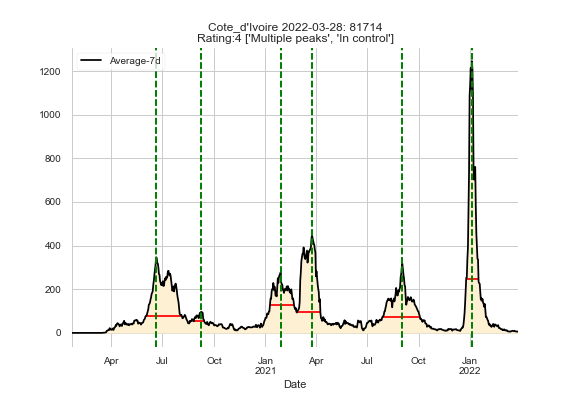 Cote_d'Ivoire 2022-03-28: 81714
Rating:4 ['Multiple peaks', 'In control']
Average-7d
1200
1000
800
600
400
200
0
Apr Jul Oct Jan Apr Jul Oct Jan
2021 2022
Date